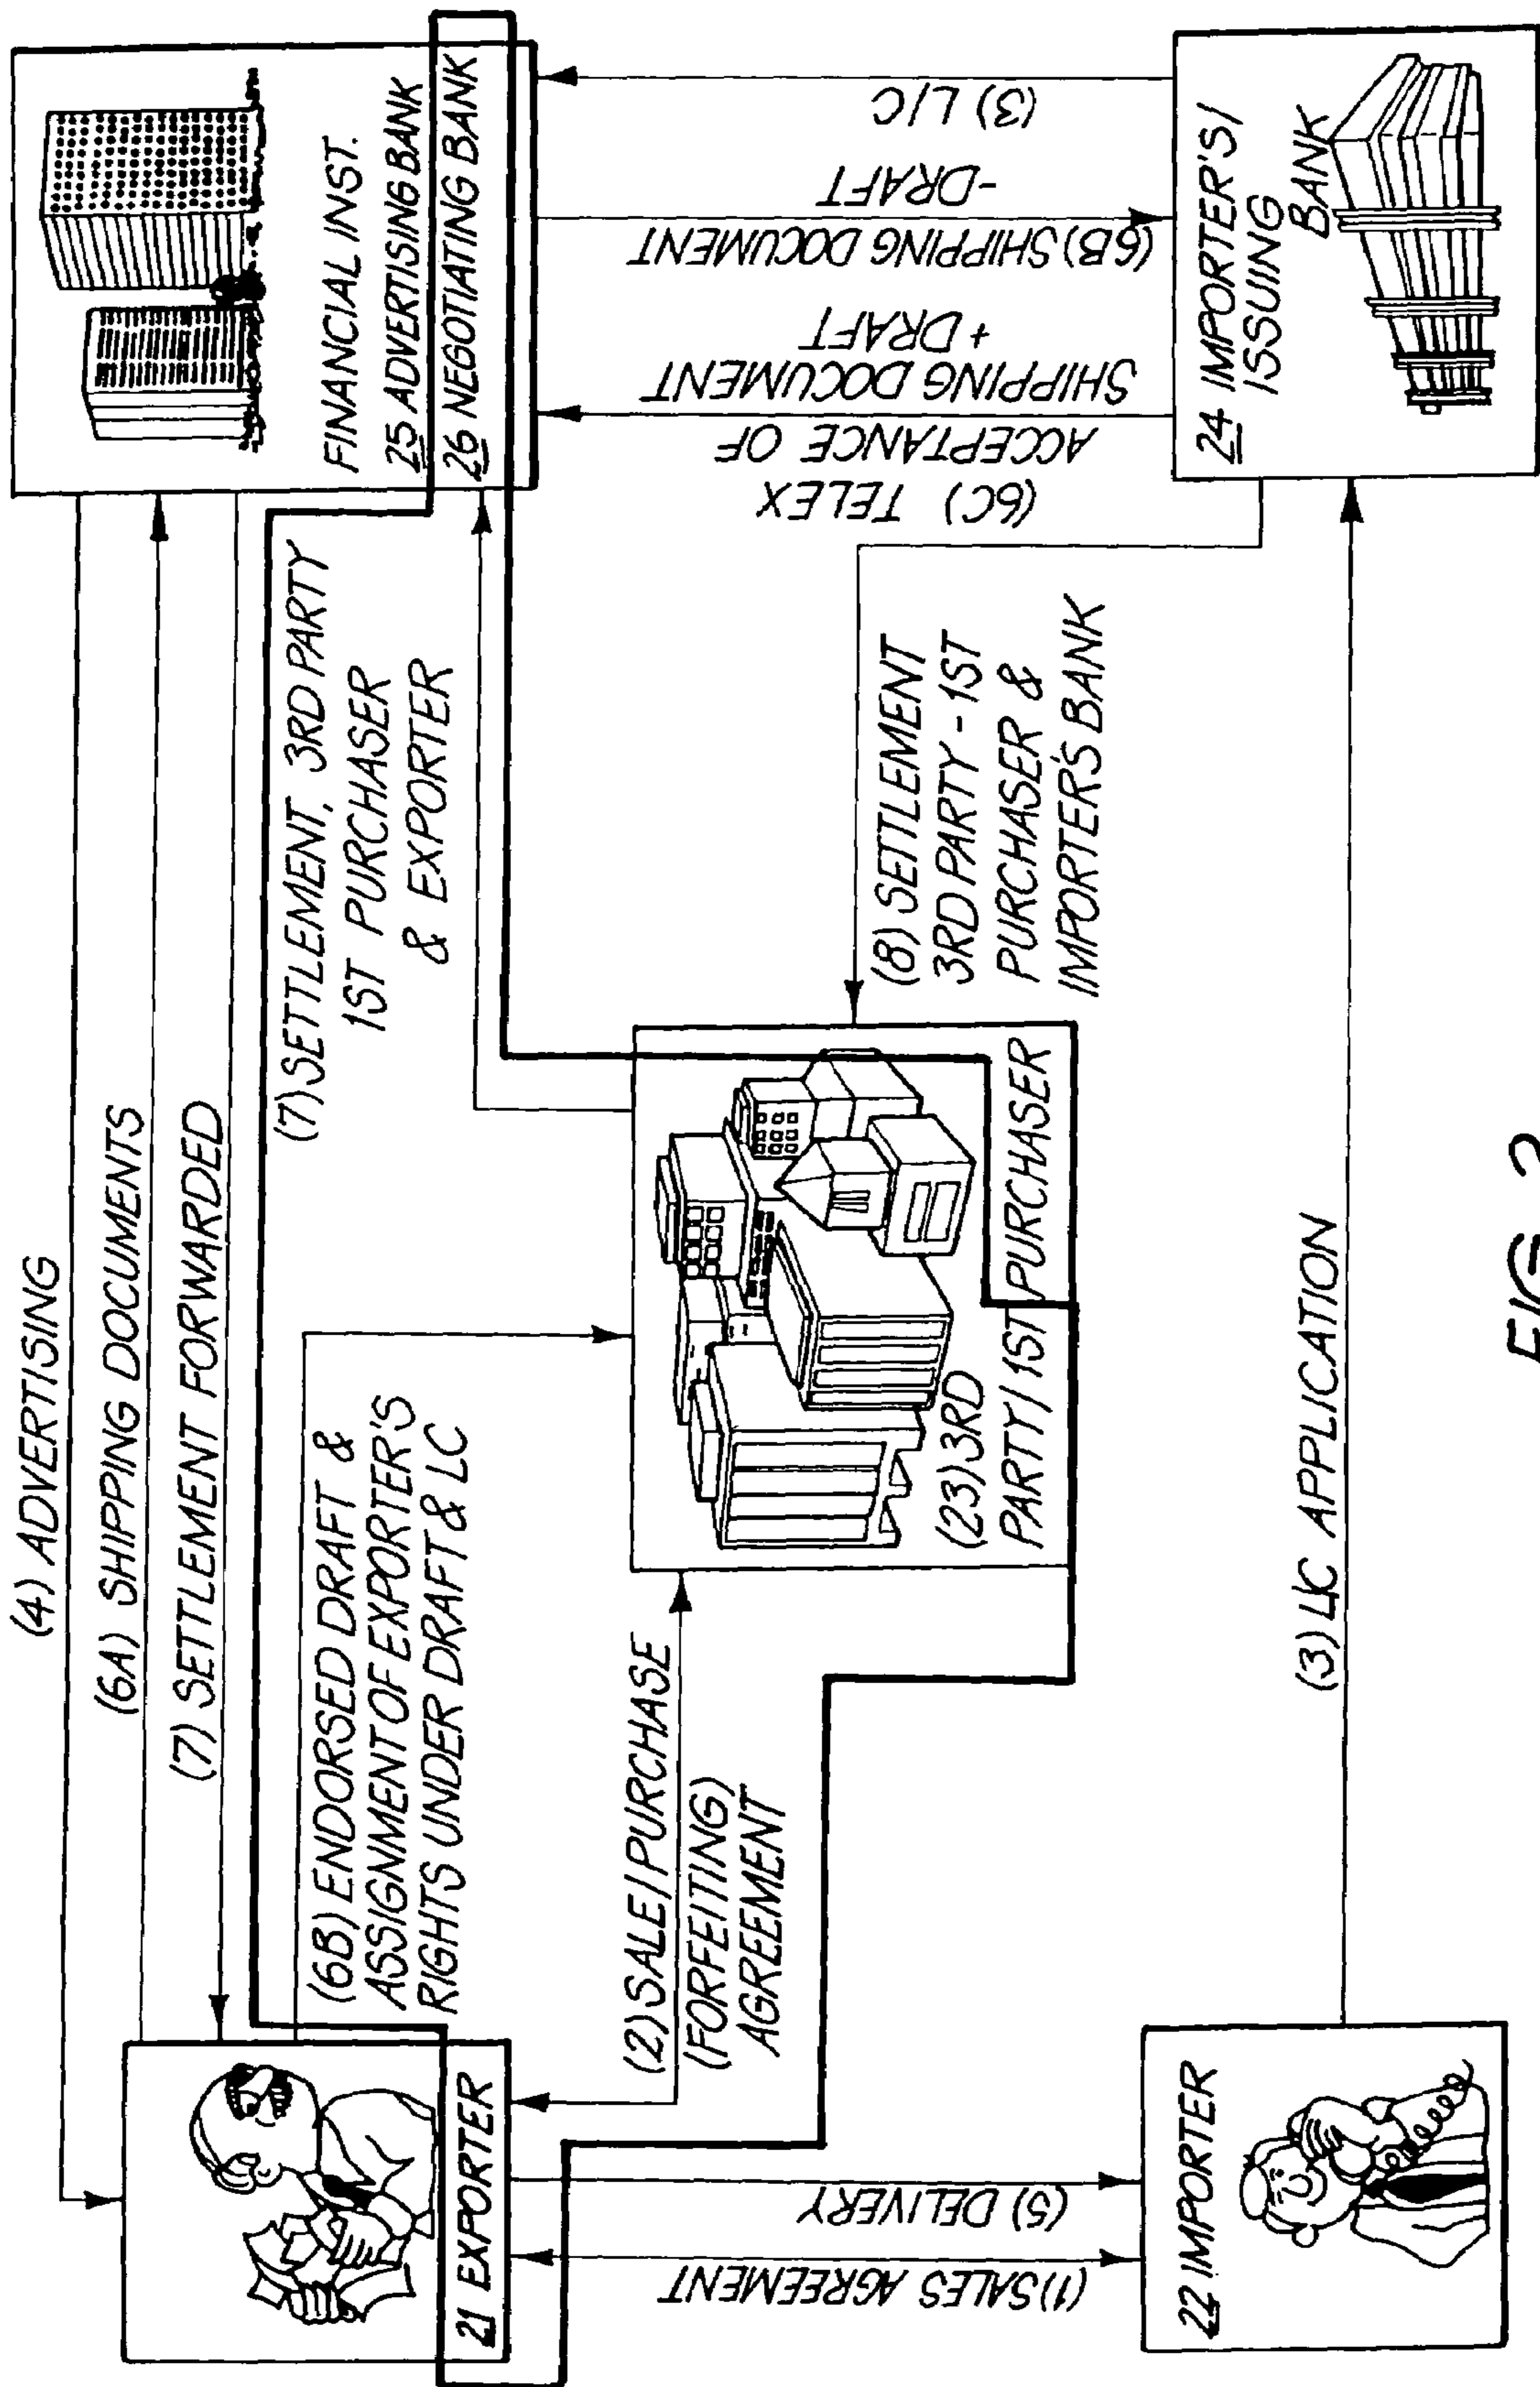 (4) ADVERTISING
(6A) SHIPPING DOCUMENTS
(7) SETTLEMENT FORWARDED
FINANCIAL INST.
25 ADVERTISING BANK
26 NEGOTIATING BANK
21 EXPORTER
(6B) ENDORSED DRAFT &
ASSIGNMENT OF EXPORTER'S
RIGHTS UNDER DRAFT & LC
(7) SETTLEMENT, 3RD PARTY
1ST PURCHASER
& EXPORTER
(2) SALE/PURCHASE
(FORFEITING)
AGREEMENT
(23) 3RD
PARTY/1ST PURCHASER
(8) SETTLEMENT
3RD PARTY - 1ST
PURCHASER &
IMPORTER'S BANK
(1) SALES AGREEMENT
(5) DELIVERY
(6C) TELEX
ACCEPTANCE OF
SHIPPING DOCUMENT
+ DRAFT
(6B) SHIPPING DOCUMENT
-DRAFT
(3) L/C
22 IMPORTER
(3) L/C APPLICATION
24 IMPORTER'S/
ISSUING
BANK